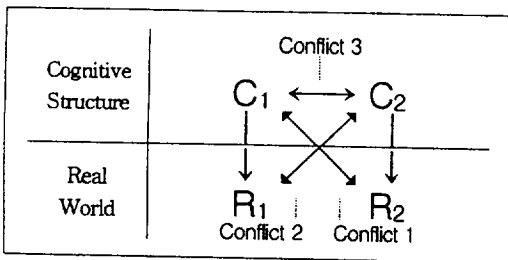 Conflict 3
Cognitive
Structure
C1
C2
Real
World
R1
R2
Conflict 2
Conflict 1